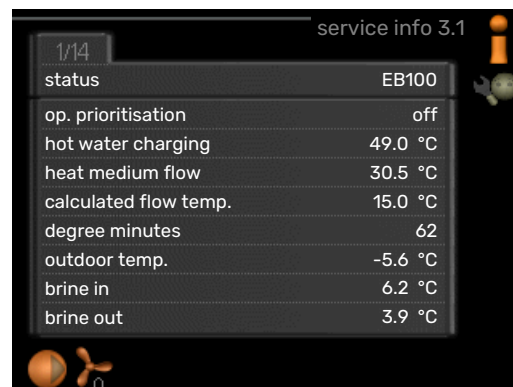 service info 3.1
1/14
status EB100
op. prioritisation off
hot water charging 49.0 °C
heat medium flow 30.5 °C
calculated flow temp. 15.0 °C
degree minutes 62
outdoor temp. -5.6 °C
brine in 6.2 °C
brine out 3.9 °C
0